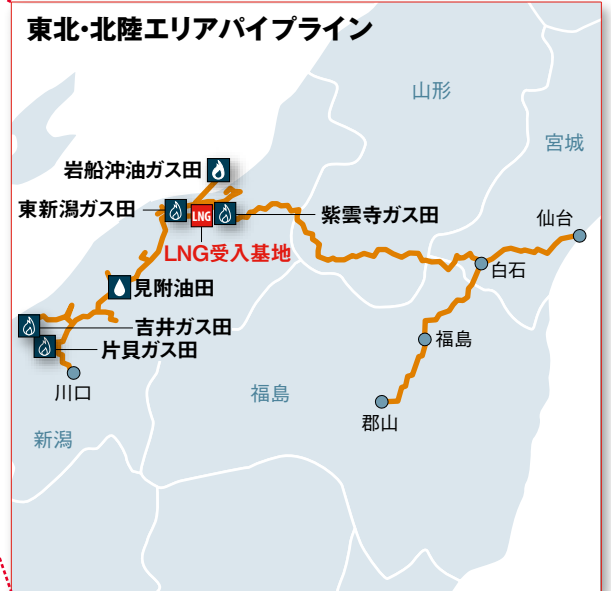 東北・北陸エリアパイプライン
山形
宮城
岩船沖油ガス田
東新潟ガス田
LNG
紫雲寺ガス田
仙台
LNG受入基地
白石
見附油田
吉井ガス田
福島
片貝ガス田
川口
福島
郡山
新潟